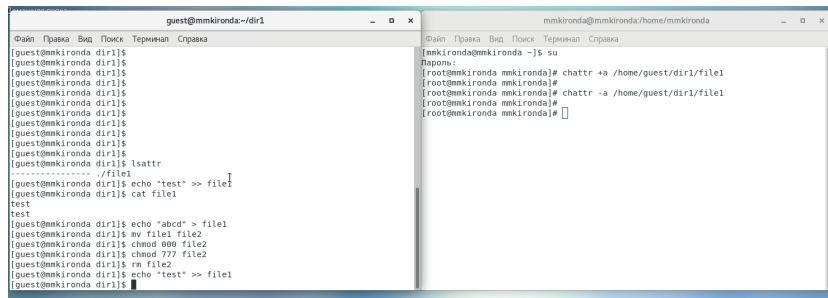 guest@mmkironda:~/dir1
Файл Правка Вид Поиск Терминал Справка
[guest@mmkironda dir1]$
[guest@mmkironda dir1]$
[guest@mmkironda dir1]$
[guest@mmkironda dir1]$
[guest@mmkironda dir1]$
[guest@mmkironda dir1]$
[guest@mmkironda dir1]$
[guest@mmkironda dir1]$
[guest@mmkironda dir1]$
[guest@mmkironda dir1]$ lsattr
---------------- ./file1
[guest@mmkironda dir1]$ echo "test" >> file1
[guest@mmkironda dir1]$ cat file1
test
test
[guest@mmkironda dir1]$ echo "abcd" > file1
[guest@mmkironda dir1]$ mv file1 file2
[guest@mmkironda dir1]$ chmod 000 file2
[guest@mmkironda dir1]$ chmod 777 file2
[guest@mmkironda dir1]$ rm file2
[guest@mmkironda dir1]$ echo "test" >> file1
[guest@mmkironda dir1]$
mmkironda@mmkironda:/home/mmkironda
Файл Правка Вид Поиск Терминал Справка
[mmkironda@mmkironda ~]$ su
Пароль:
[root@mmkironda mmkironda]# chattr +a /home/guest/dir1/file1
[root@mmkironda mmkironda]#
[root@mmkironda mmkironda]# chattr -a /home/guest/dir1/file1
[root@mmkironda mmkironda]#
[root@mmkironda mmkironda]#